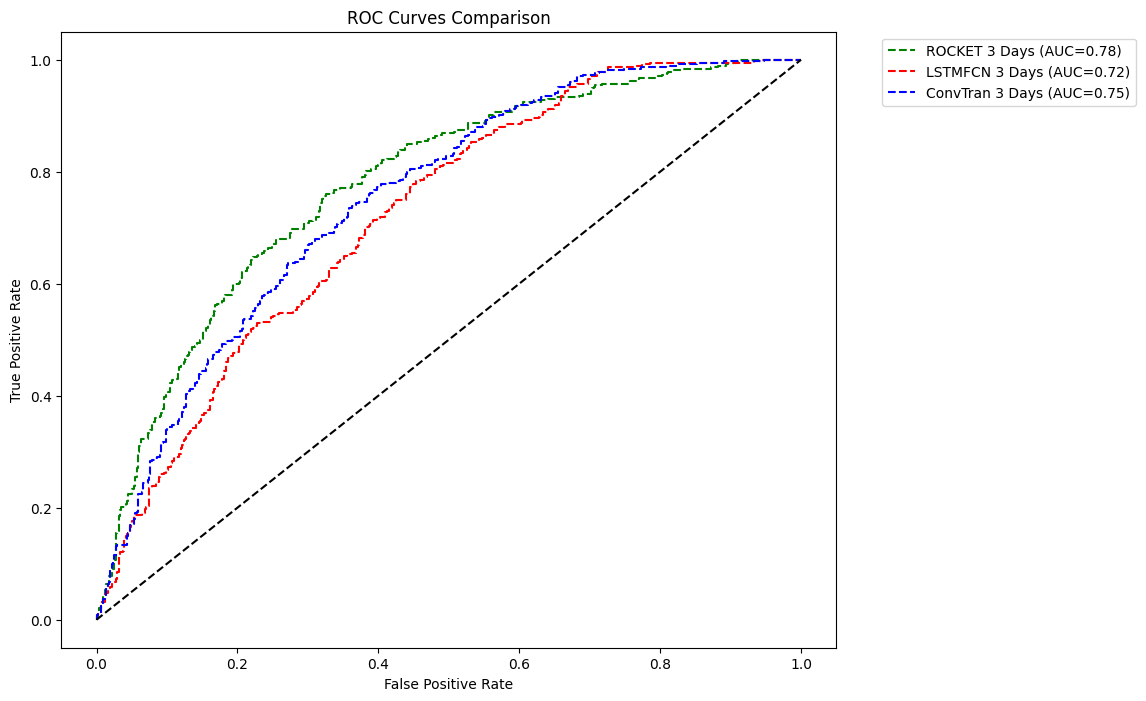 ROC Curves Comparison
ROCKET 3 Days (AUC=0.78)
LSTMFCN 3 Days (AUC=0.72)
ConvTran 3 Days (AUC=0.75)
True Positive Rate
1.0
0.8
0.6
0.4
0.2
0.0
0.0 0.2 0.4 0.6 0.8 1.0
False Positive Rate